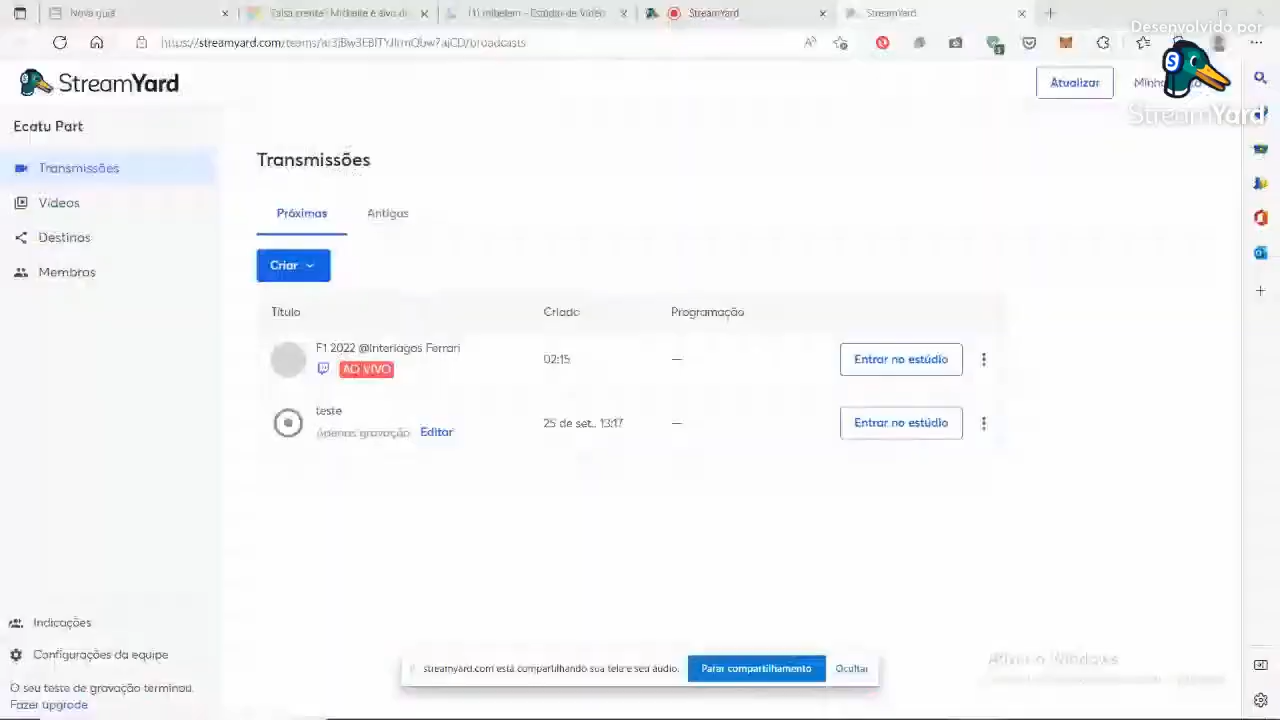 StreamYard
StreamYard
Desenvolvido por
StreamYard
Atualizar
Ecatu Part
Transmissões
Vídeos
Destinos
Membros
Transmissões
Próximas
Antigas
Criar
Título
Criado
Programação
F1 2022 @Interlagos Ferrari
AO VIVO
02:15
—
Entrar no estúdio
teste
Apenas gravação
Editar
25 de set., 13:17
—
Entrar no estúdio
Indicações
Configurações da equipe
O seu teste de gravação terminou.
Fazer upgrade
streamyard.com está compartilhando sua tela e seu áudio.
Parar compartilhamento
Ocultar
Windows